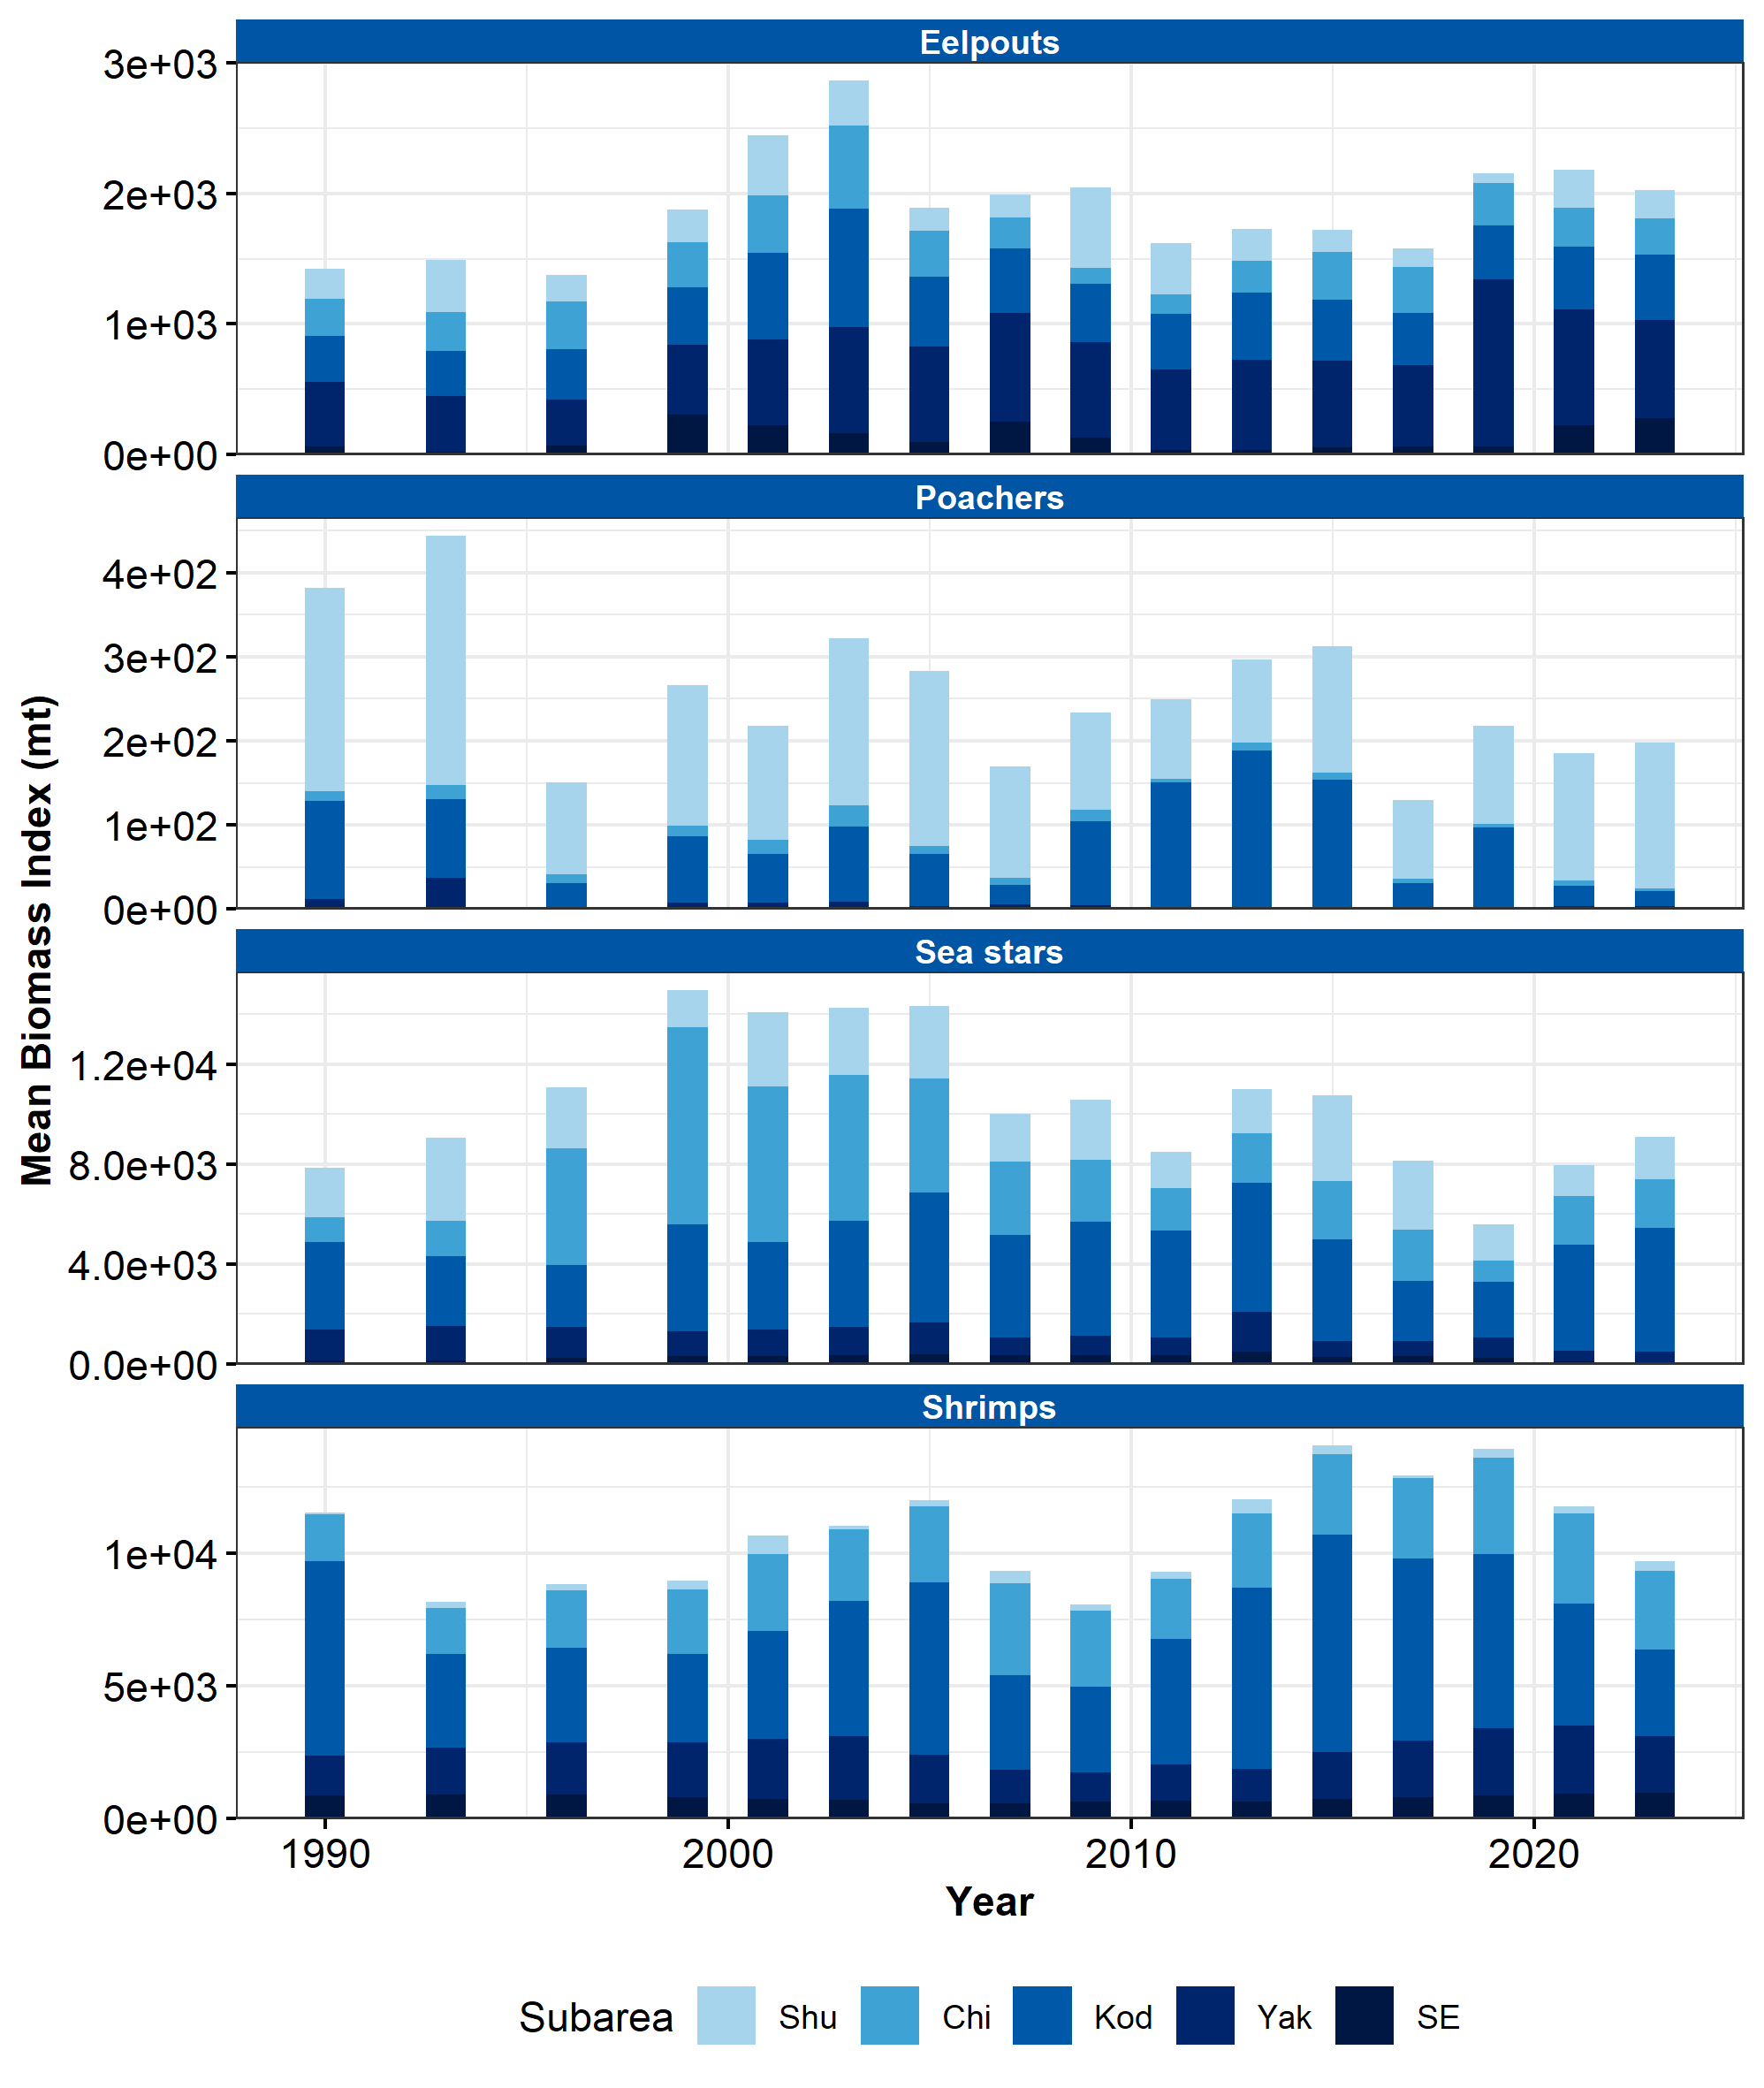 Eelpouts
3e+03
2e+03
1e+03
0e+00
Poachers
4e+02
3e+02
2e+02
1e+02
0e+00
Mean Biomass Index (mt)
Sea stars
1.2e+04
8.0e+03
4.0e+03
0.0e+00
Shrimps
1e+04
5e+03
0e+00
1990 2000 2010 2020
Year
Subarea Shu Chi Kod Yak SE